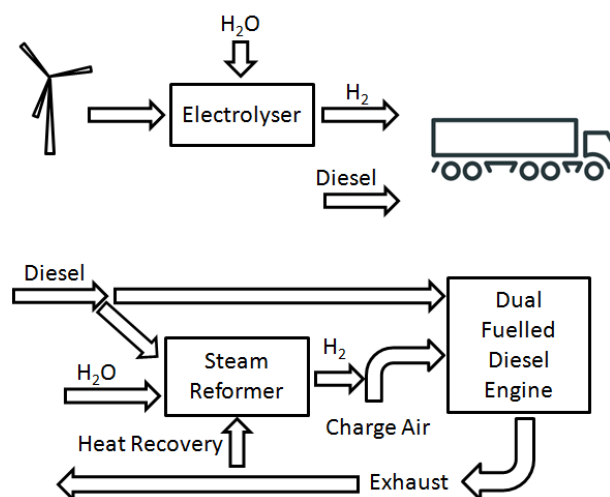 H₂O
Electrolyser
H₂
Diesel
Diesel
H₂O
Steam
Reformer
H₂
Dual
Fuelled
Diesel
Engine
Charge Air
Heat Recovery
Exhaust